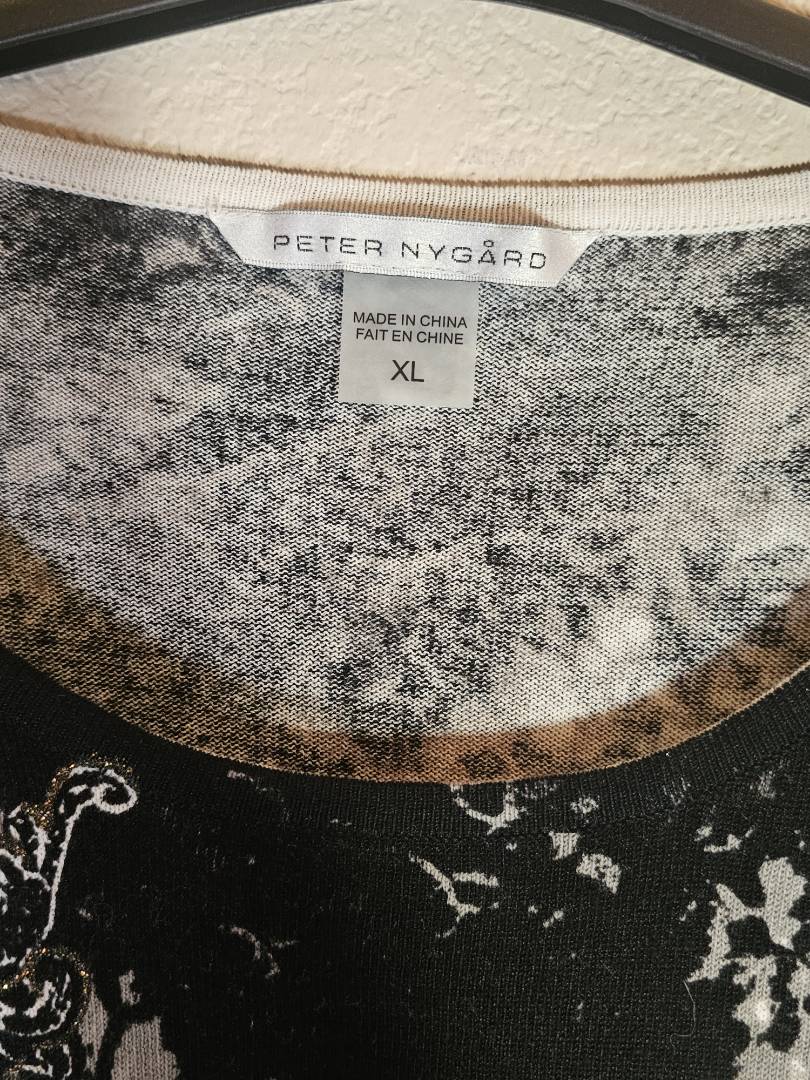 PETER NYGÅRD
MADE IN CHINA
FAIT EN CHINE
XL